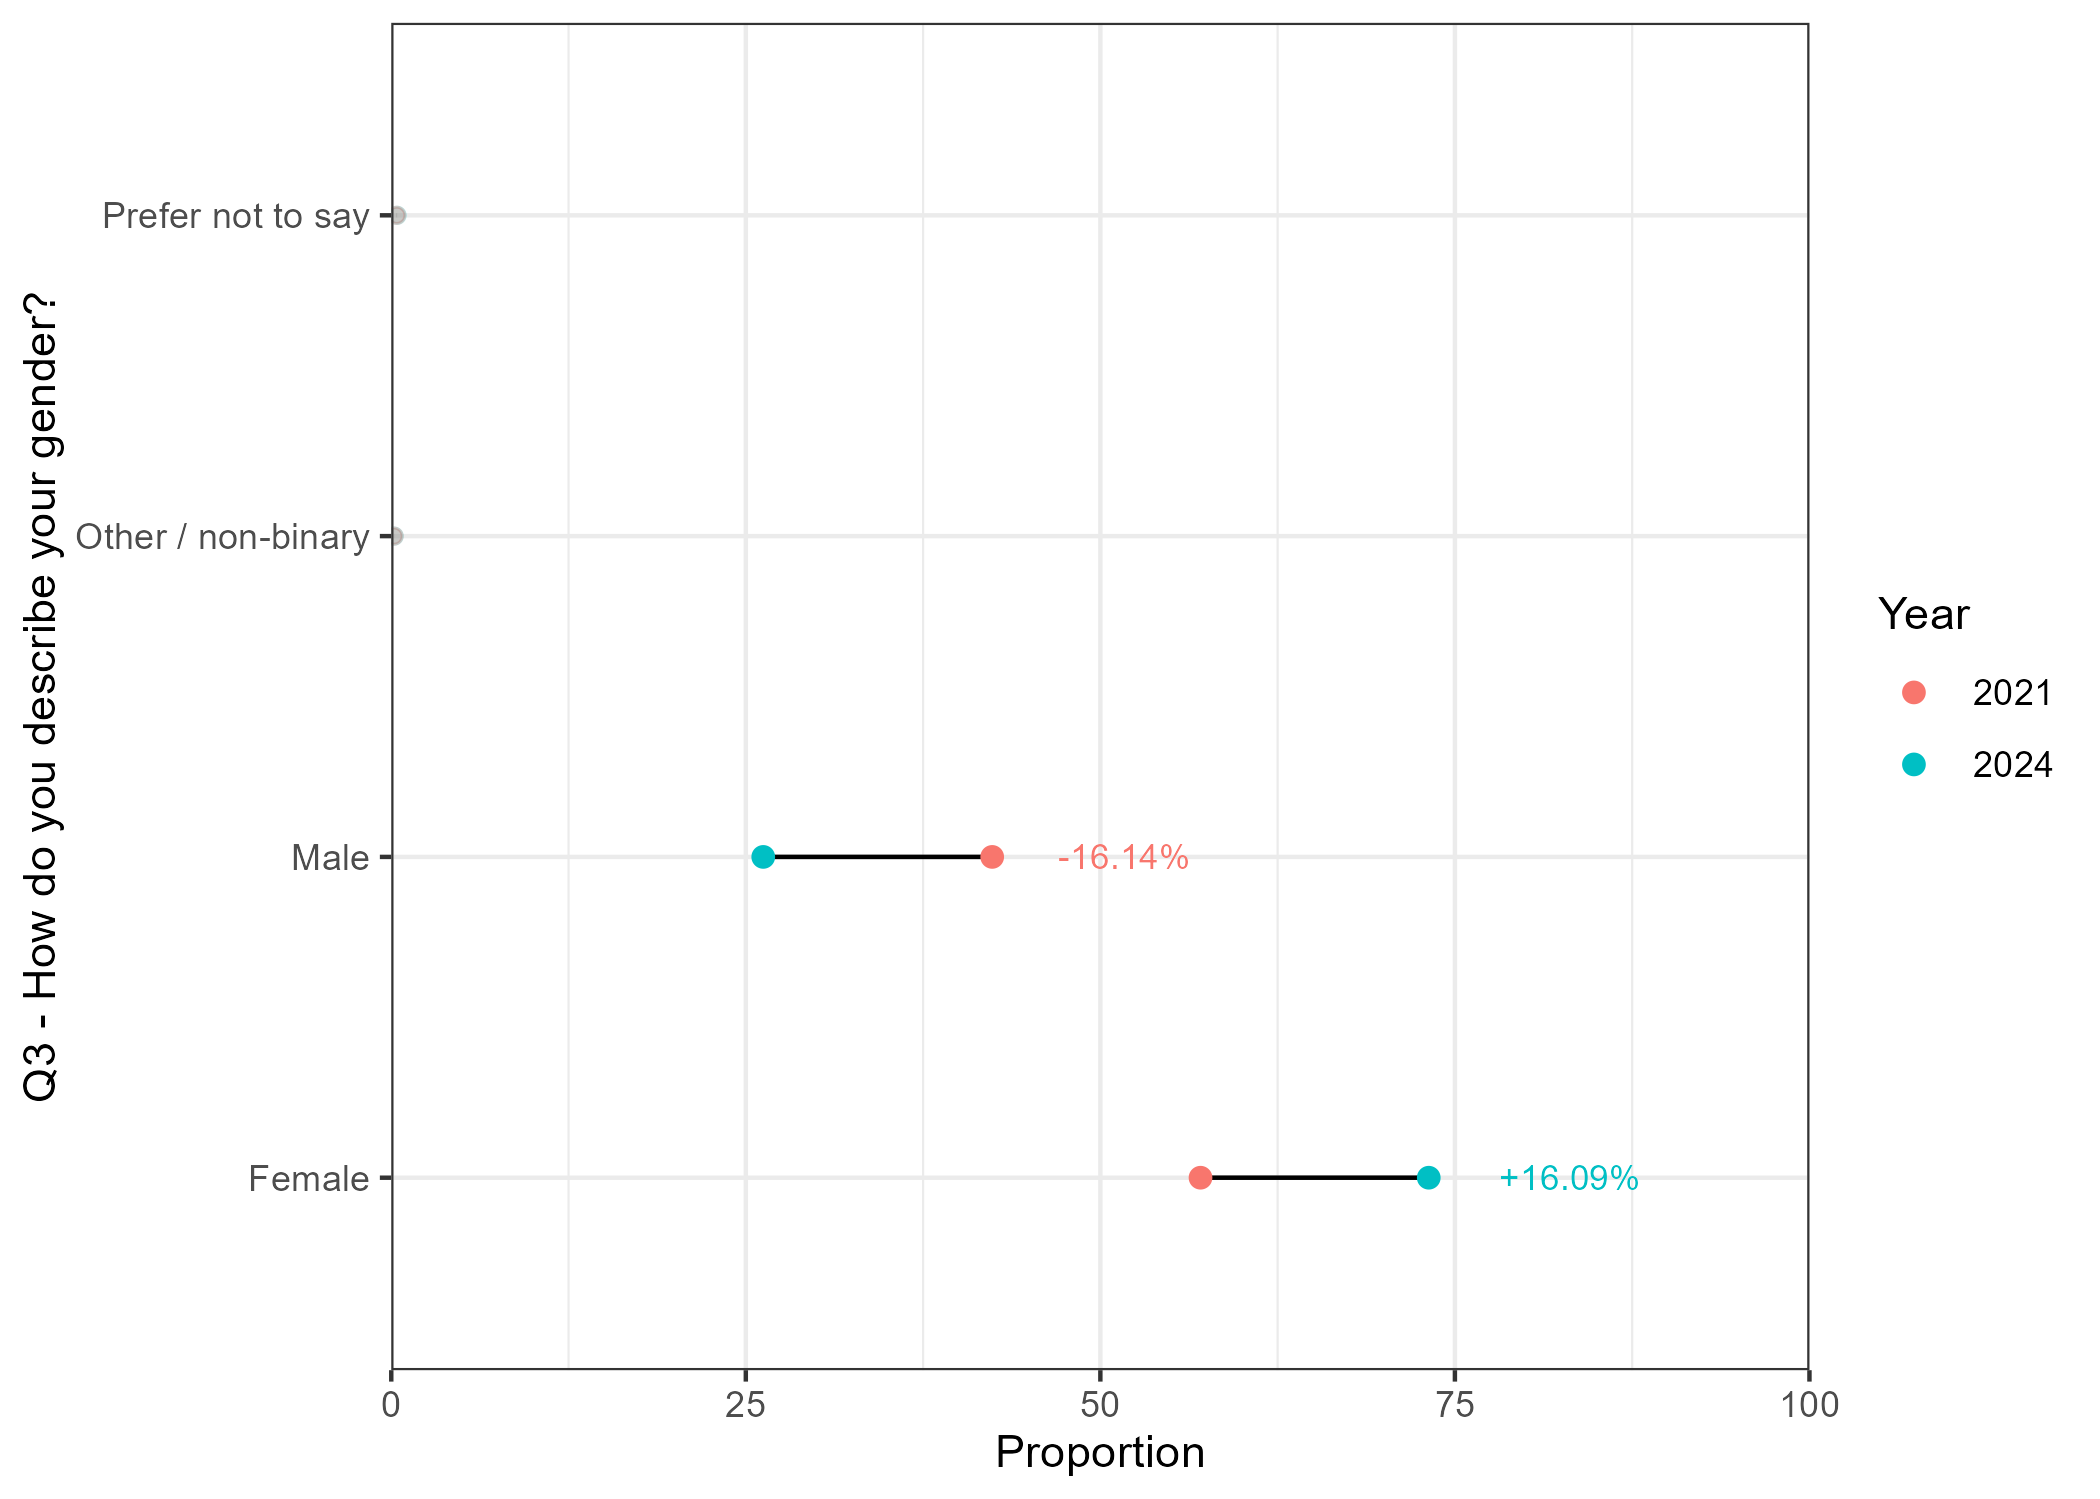 Q3 - How do you describe your gender?
Prefer not to say
Other / non-binary
Male
-16.14%
Female
+16.09%
0 25 50 75 100
Proportion
Year
2021
2024